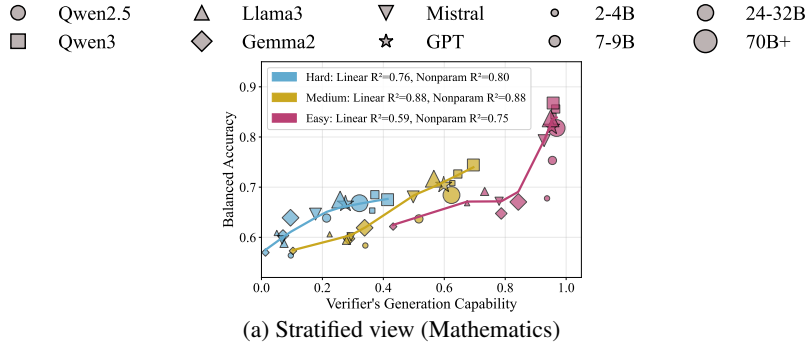 Qwen2.5 Llama3 Mistral 2-4B 24-32B
Qwen3 Gemma2 GPT 7-9B 70B+
Hard: Linear R²=0.76, Nonparam R²=0.80
Medium: Linear R²=0.88, Nonparam R²=0.88
Easy: Linear R²=0.59, Nonparam R²=0.75
Balanced Accuracy
0.9
0.8
0.7
0.6
0.0 0.2 0.4 0.6 0.8 1.0
Verifier's Generation Capability
(a) Stratified view (Mathematics)